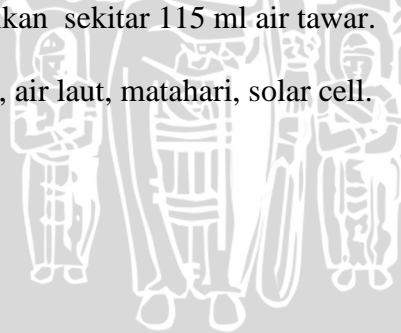 kan sekitar 115 ml air tawar.
, air laut, matahari, solar cell.